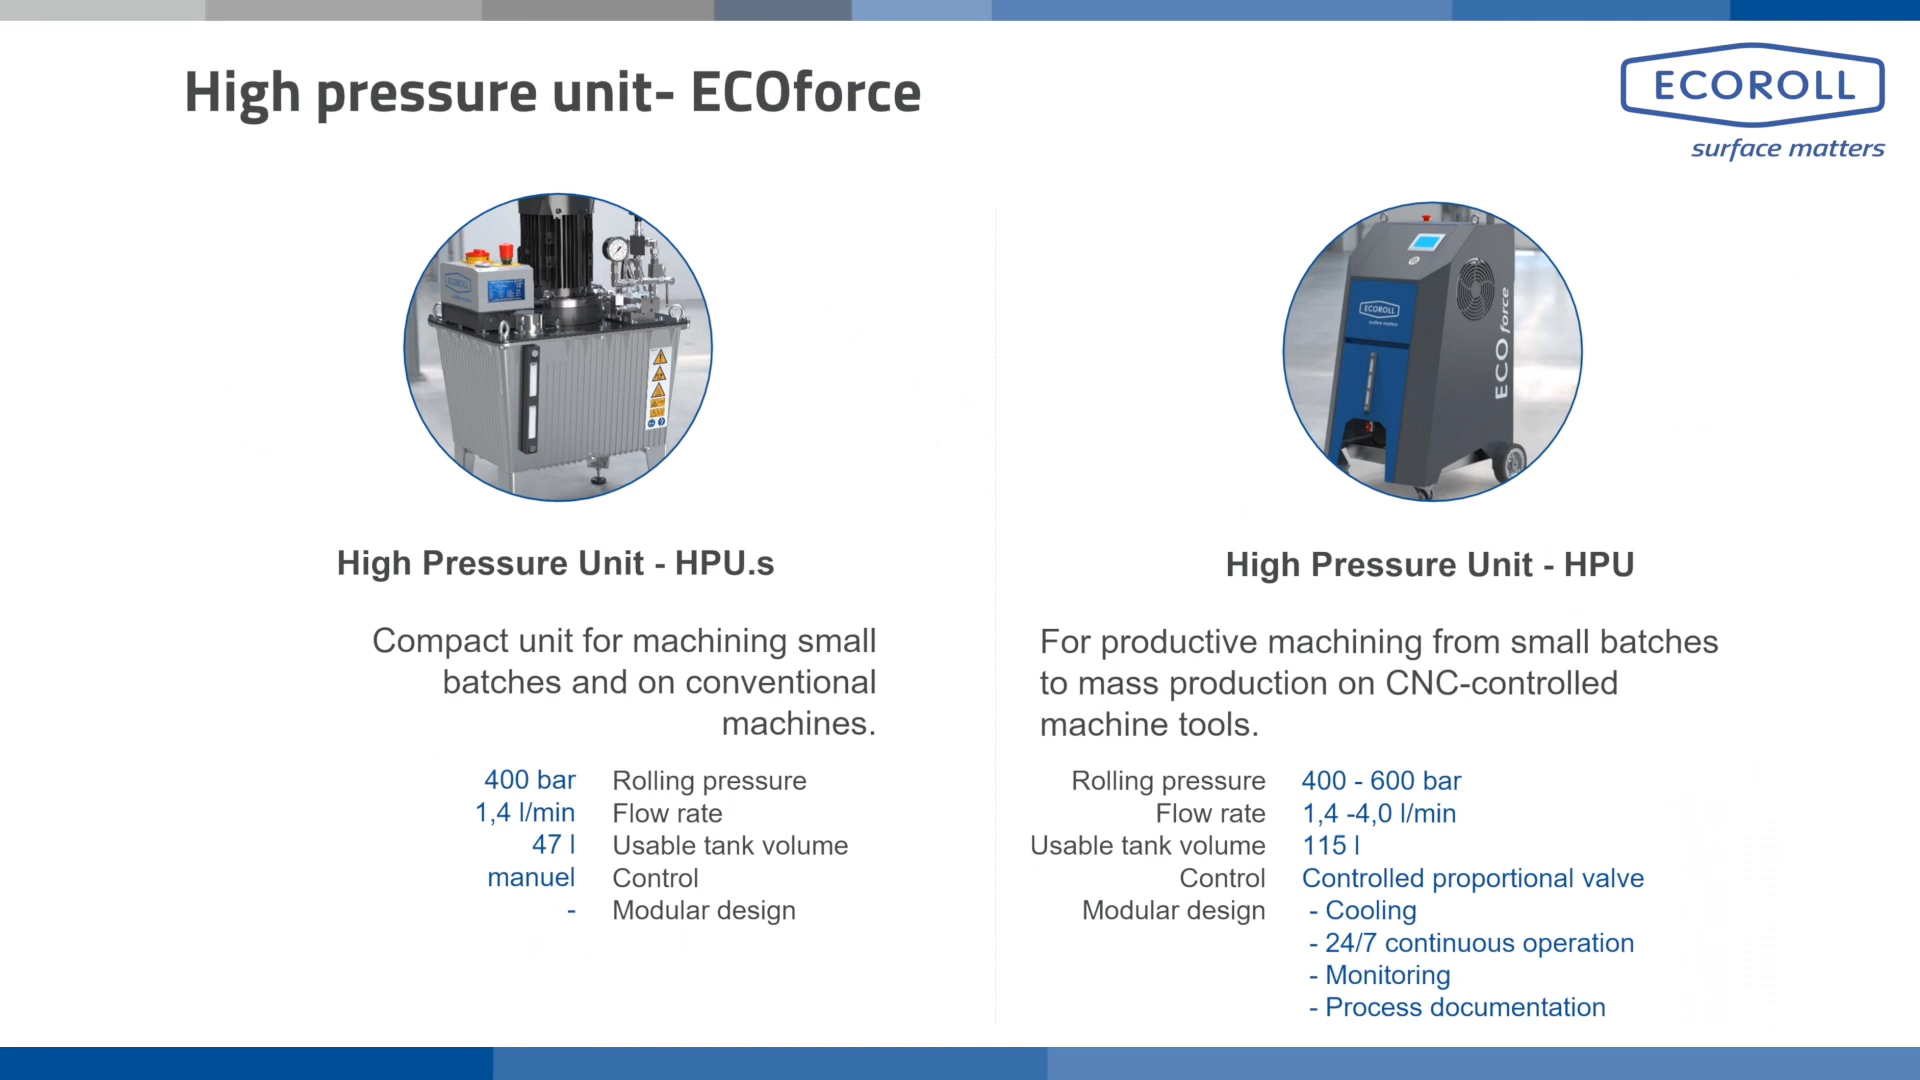 High pressure unit- ECOforce
ECOROLL
surface matters
ECOROLL
ECOROLL
surface matters
ECOforce
High Pressure Unit - HPU.s
Compact unit for machining small
batches and on conventional
machines.
400 bar Rolling pressure
1,4 l/min Flow rate
47 l Usable tank volume
manuel Control
- Modular design
High Pressure Unit - HPU
For productive machining from small batches
to mass production on CNC-controlled
machine tools.
Rolling pressure 400 - 600 bar
Flow rate 1,4 -4,0 l/min
Usable tank volume 115 l
Control Controlled proportional valve
Modular design - Cooling
- 24/7 continuous operation
- Monitoring
- Process documentation